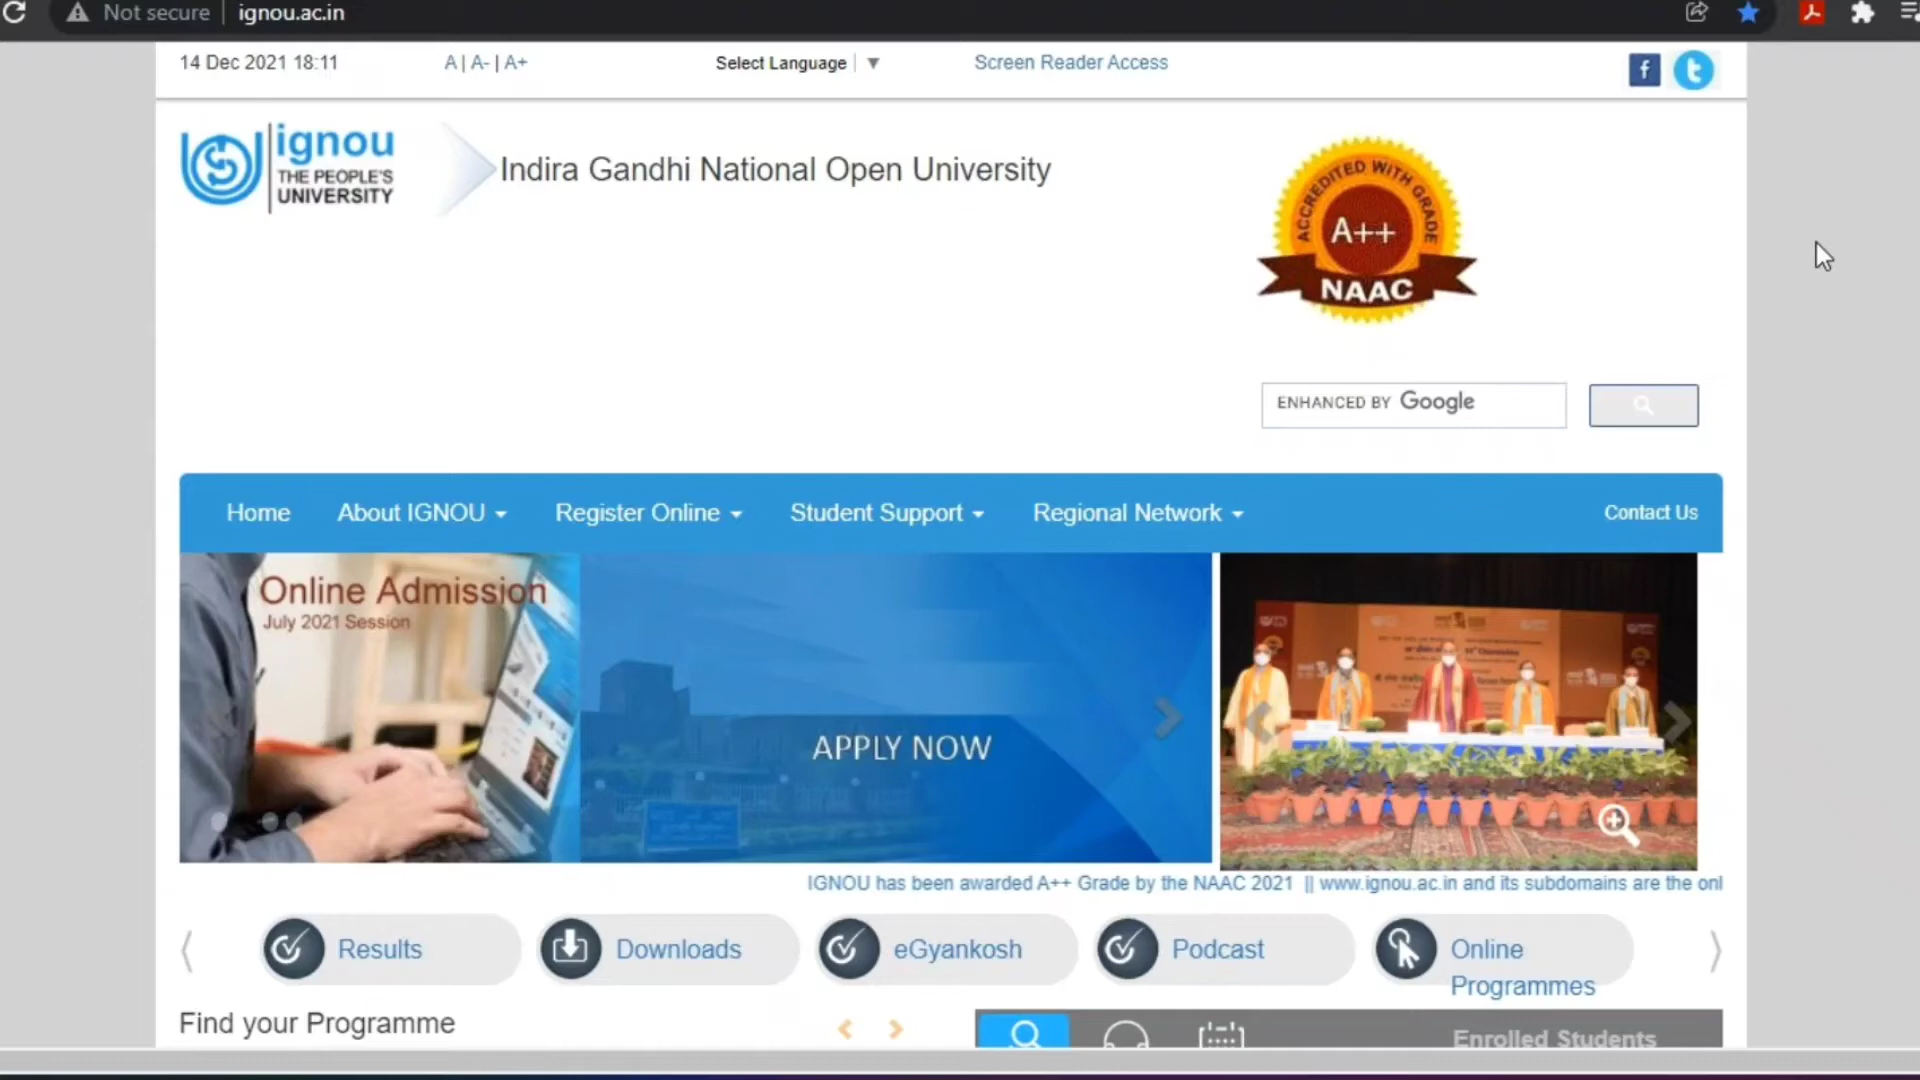 Not secure | ignou.ac.in
14 Dec 2021 18:11
A | A- | A+
Select Language ▼
Screen Reader Access
f
t
ignou
THE PEOPLE'S
UNIVERSITY
Indira Gandhi National Open University
ACCREDITED WITH GRADE
A++
NAAC
ENHANCED BY Google
Home
About IGNOU
Register Online
Student Support
Regional Network
Contact Us
Online Admission
July 2021 Session
APPLY NOW
IGNOU has been awarded A++ Grade by the NAAC 2021 || www.ignou.ac.in and its subdomains are the onl
Results
Downloads
eGyankosh
Podcast
Online
Programmes
Find your Programme
Enrolled Students